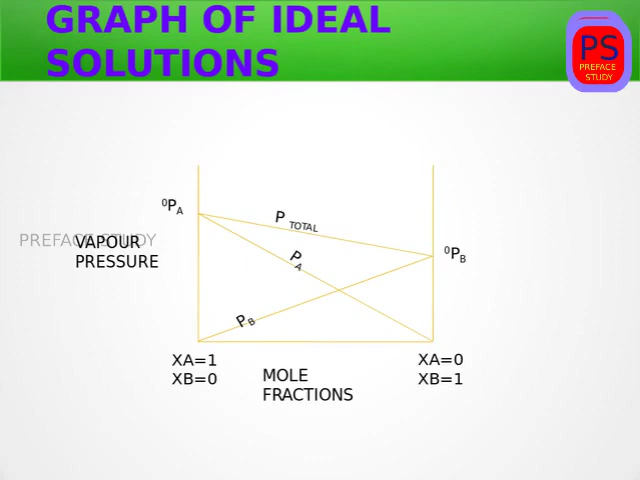 GRAPH OF IDEAL
SOLUTIONS
PS
PREFACE
STUDY
⁰PA
P TOTAL
PREFACE STUDY
VAPOUR
PRESSURE
PA
⁰PB
PB
XA=1
XB=0
MOLE
FRACTIONS
XA=0
XB=1